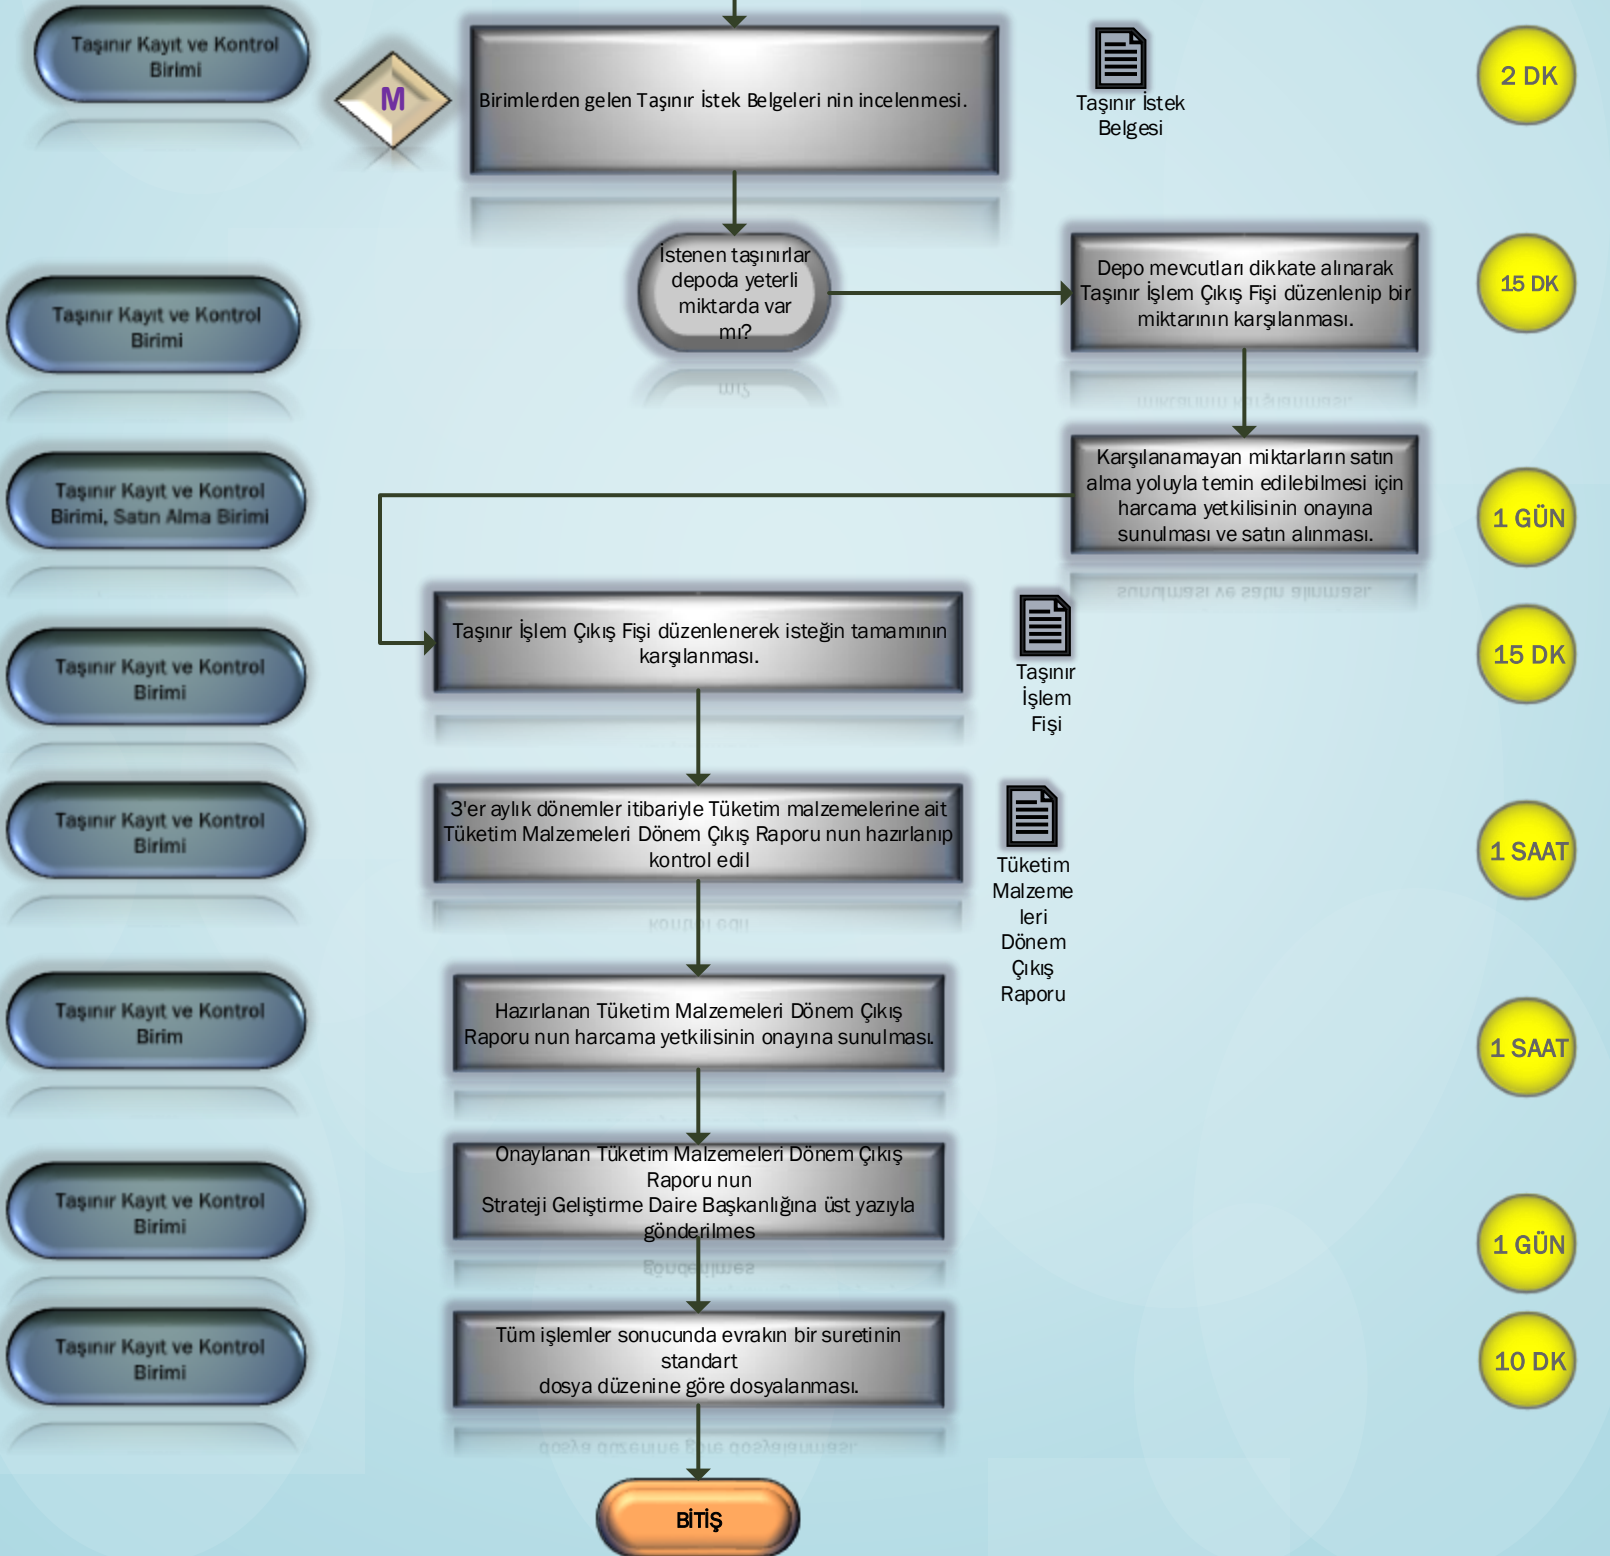 Taşınır Kayıt ve Kontrol
Birimi
M
Birimlerden gelen Taşınır İstek Belgeleri nin incelenmesi.
Taşınır İstek
Belgesi
2 DK
Taşınır Kayıt ve Kontrol
Birimi
İstenen taşınırlar
depoda yeterli
miktarda var
mı?
Depo mevcutları dikkate alınarak
Taşınır İşlem Çıkış Fişi düzenlenip bir
miktarının karşılanması.
15 DK
Taşınır Kayıt ve Kontrol
Birimi, Satın Alma Birimi
Karşılanamayan miktarların satın
alma yoluyla temin edilebilmesi için
harcama yetkilisinin onayına
sunulması ve satın alınması.
1 GÜN
Taşınır Kayıt ve Kontrol
Birimi
Taşınır İşlem Çıkış Fişi düzenlenerek isteğin tamamının
karşılanması.
Taşınır
İşlem
Fişi
15 DK
Taşınır Kayıt ve Kontrol
Birimi
3'er aylık dönemler itibariyle Tüketim malzemelerine ait
Tüketim Malzemeleri Dönem Çıkış Raporu nun hazırlanıp
kontrol edil
Tüketim
Malzeme
leri
Dönem
Çıkış
Raporu
1 SAAT
Taşınır Kayıt ve Kontrol
Birim
Hazırlanan Tüketim Malzemeleri Dönem Çıkış
Raporu nun harcama yetkilisinin onayına sunulması.
1 SAAT
Taşınır Kayıt ve Kontrol
Birimi
Onaylanan Tüketim Malzemeleri Dönem Çıkış
Raporu nun
Strateji Geliştirme Daire Başkanlığına üst yazıyla
gönderilmes
1 GÜN
Taşınır Kayıt ve Kontrol
Birimi
Tüm işlemler sonucunda evrakın bir suretinin
standart
dosya düzenine göre dosyalanması.
10 DK
BİTİŞ